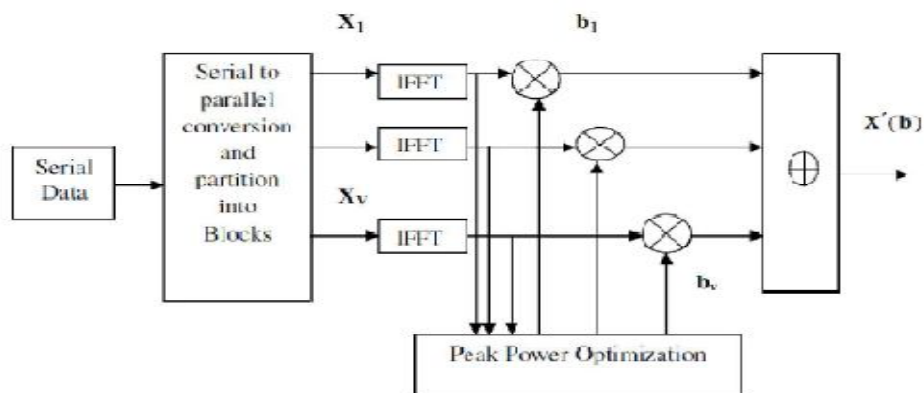 X1
b1
Serial to
parallel
conversion
and
partition
into
Blocks
Serial
Data
IFFT
IFFT
XV
IFFT
X´(b)
bv
Peak Power Optimization